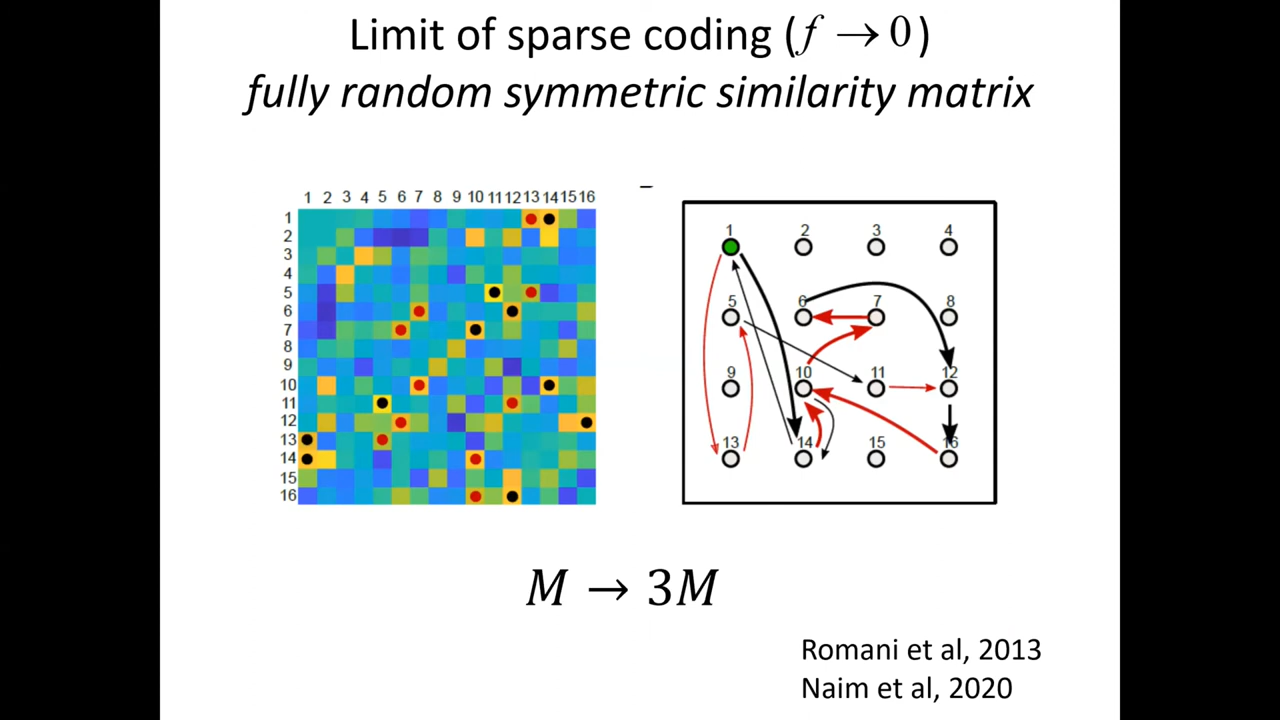 Limit of sparse coding (f → 0)
fully random symmetric similarity matrix
1 2 3 4 5 6 7 8 9 10 11 12 13 14 15 16
1
2
3
4
5
6
7
8
9
10
11
12
13
14
15
16
1 2 3 4
5 6 7 8
9 10 11 12
13 14 15 16
M → 3M
Romani et al, 2013
Naim et al, 2020